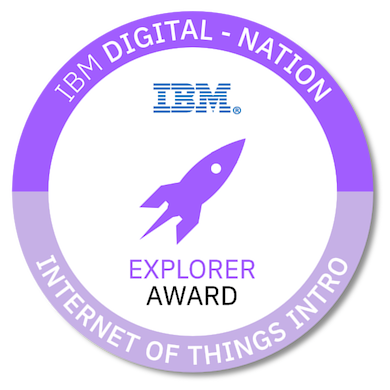 IBM DIGITAL - NATION
IBM®
EXPLORER
AWARD
INTERNET OF THINGS INTRO